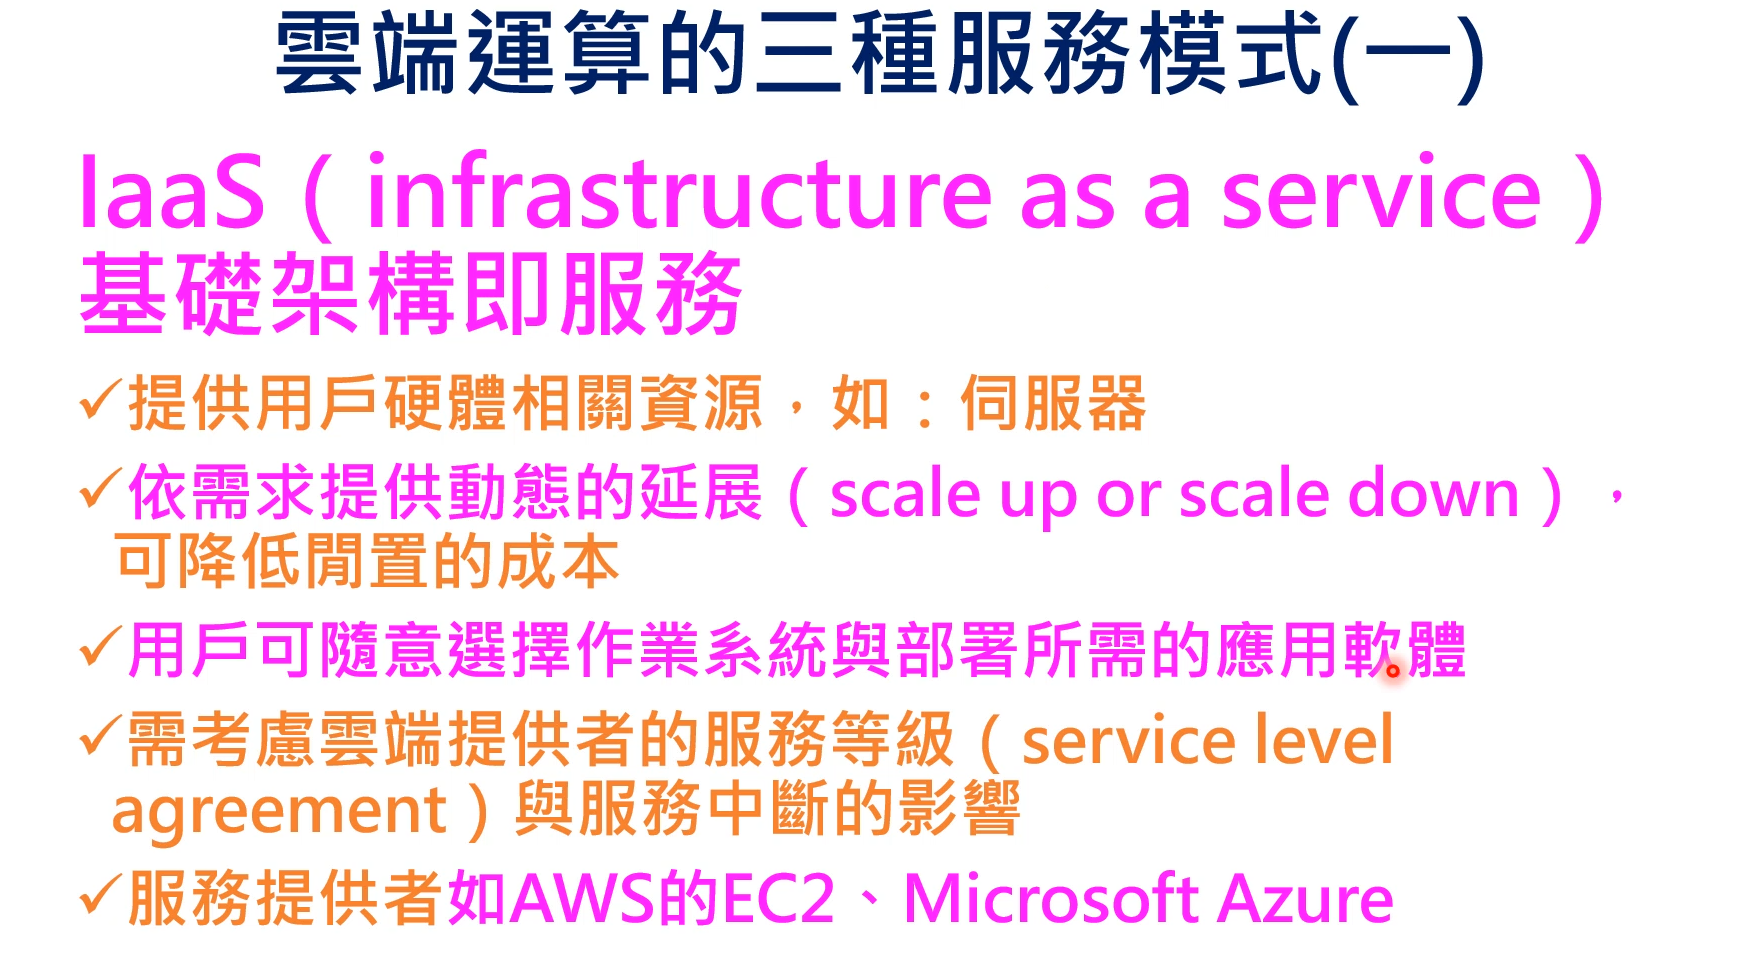 雲端運算的三種服務模式(一)
IaaS（infrastructure as a service）
基礎架構即服務
✓提供用戶硬體相關資源，如：伺服器
✓依需求提供動態的延展（scale up or scale down），
可降低閒置的成本
✓用戶可隨意選擇作業系統與部署所需的應用軟體
✓需考慮雲端提供者的服務等級（service level
agreement）與服務中斷的影響
✓服務提供者如AWS的EC2、Microsoft Azure